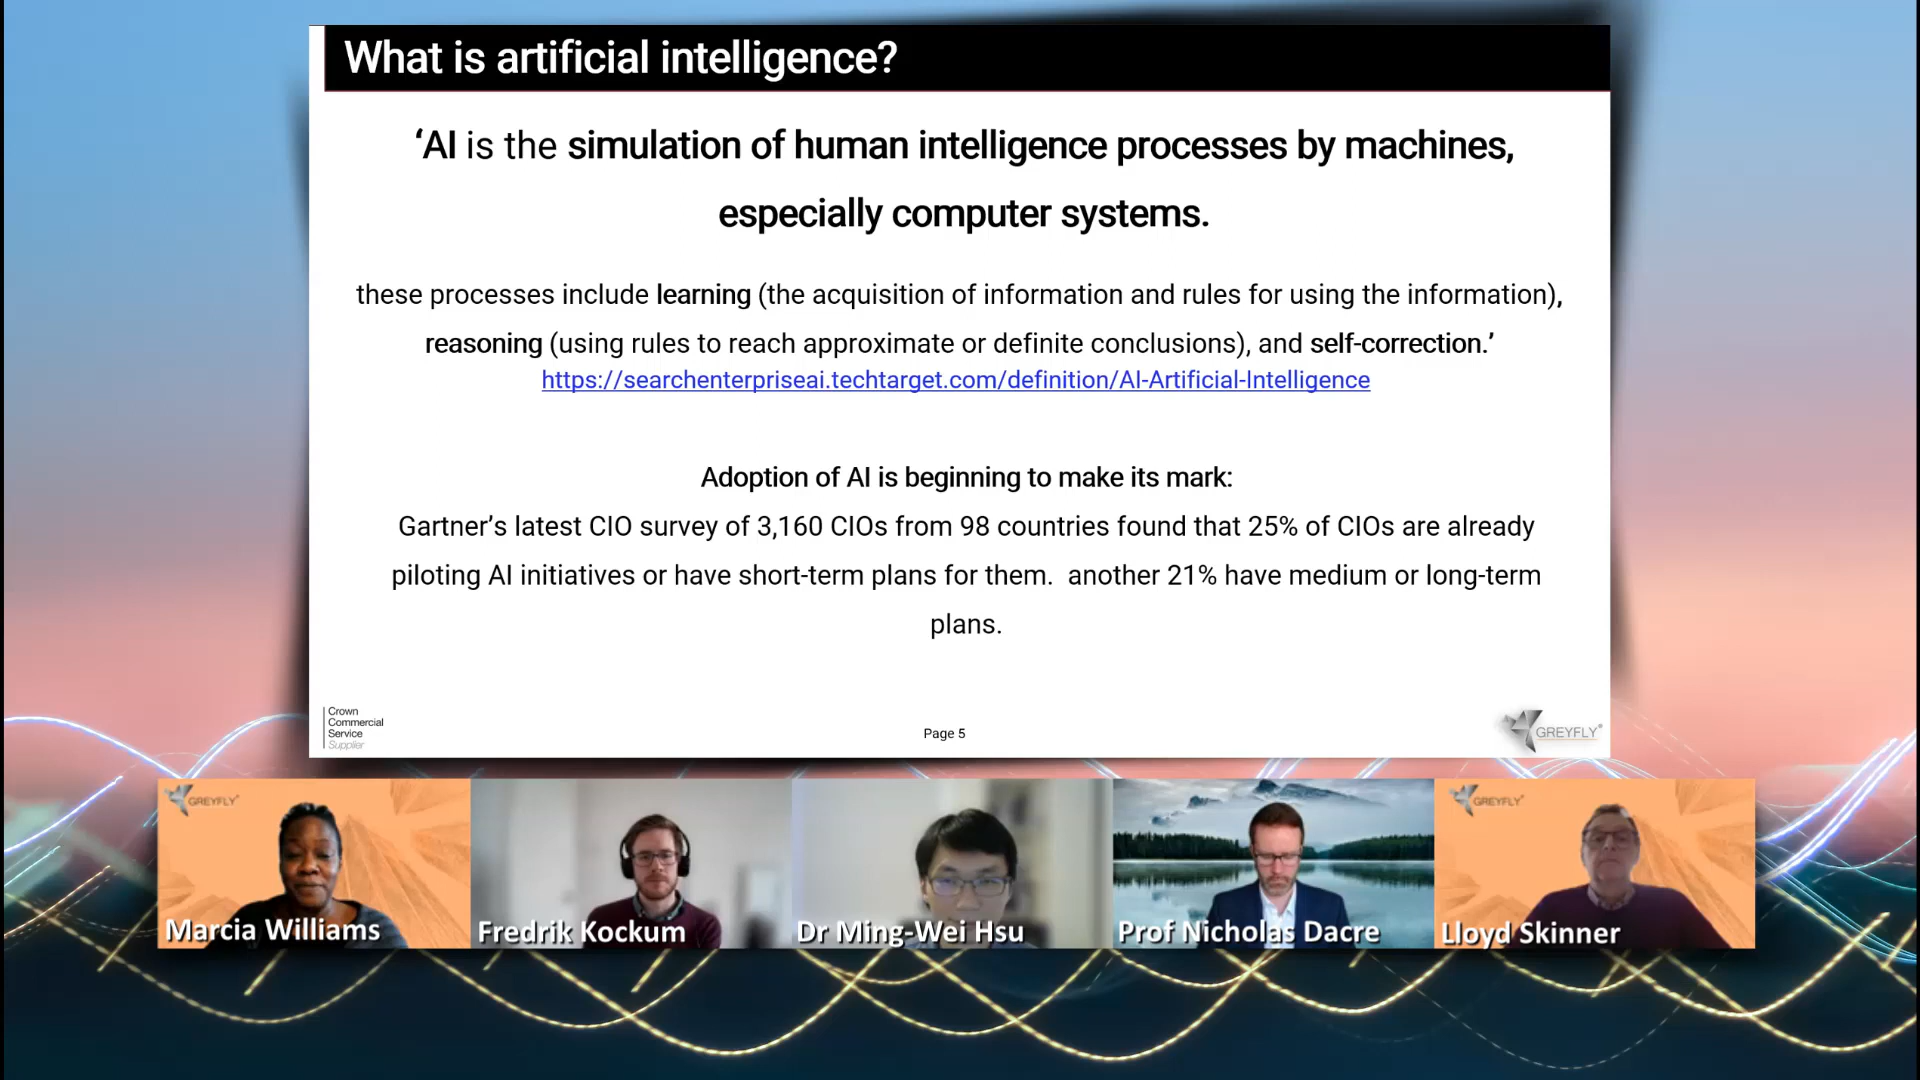 What is artificial intelligence?
‘AI is the simulation of human intelligence processes by machines,
especially computer systems.
these processes include learning (the acquisition of information and rules for using the information),
reasoning (using rules to reach approximate or definite conclusions), and self-correction.’
https://searchenterpriseai.techtarget.com/definition/AI-Artificial-Intelligence
Adoption of AI is beginning to make its mark:
Gartner’s latest CIO survey of 3,160 CIOs from 98 countries found that 25% of CIOs are already
piloting AI initiatives or have short-term plans for them.  another 21% have medium or long-term
plans.
Crown
Commercial
Service
Supplier
Page 5
GREYFLY®
GREYFLY®
GREYFLY®
Marcia Williams
Fredrik Kockum
Dr Ming-Wei Hsu
Prof Nicholas Dacre
Lloyd Skinner